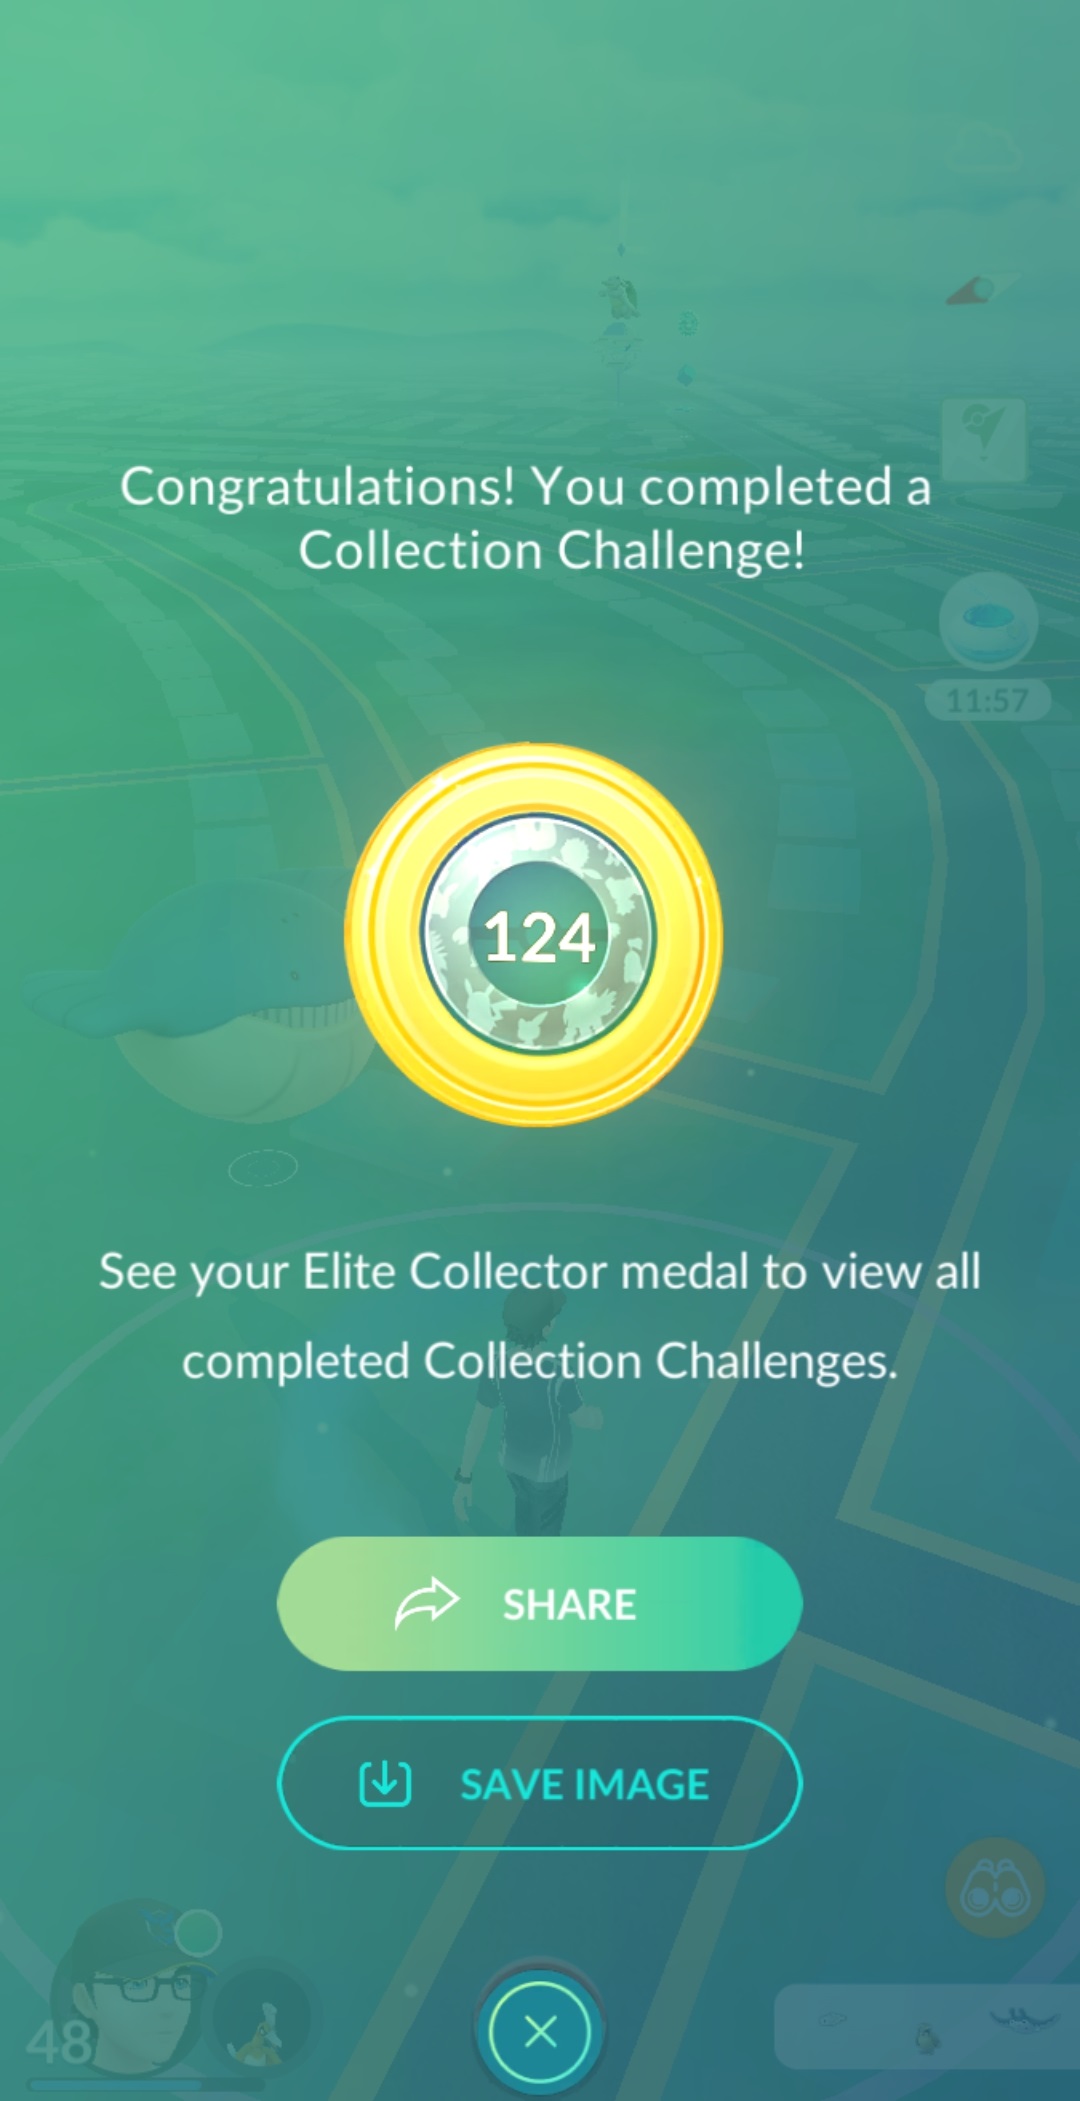 Congratulations! You completed a
Collection Challenge!
11:57
124
See your Elite Collector medal to view all
completed Collection Challenges.
SHARE
SAVE IMAGE
48